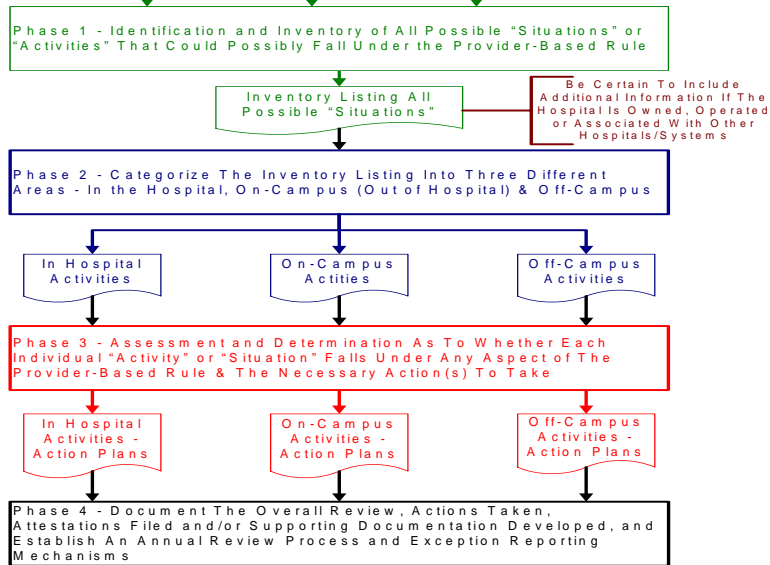 Phase 1 - Identification and Inventory of All Possible “Situations” or
“Activities” That Could Possibly Fall Under the Provider-Based Rule
Inventory Listing All
Possible “Situations”
Be Certain To Include
Additional Information If The
Hospital Is Owned, Operated
or Associated With Other
Hospitals/Systems
Phase 2 - Categorize The Inventory Listing Into Three Different
Areas - In the Hospital, On-Campus (Out of Hospital) & Off-Campus
In Hospital
Activities
On-Campus
Actities
Off-Campus
Activities
Phase 3 - Assessment and Determination As To Whether Each
Individual “Activity” or “Situation” Falls Under Any Aspect of The
Provider-Based Rule & The Necessary Action(s) To Take
In Hospital
Activities -
Action Plans
On-Campus
Activities -
Action Plans
Off-Campus
Activities -
Action Plans
Phase 4 - Document The Overall Review, Actions Taken,
Attestations Filed and/or Supporting Documentation Developed, and
Establish An Annual Review Process and Exception Reporting
Mechanisms